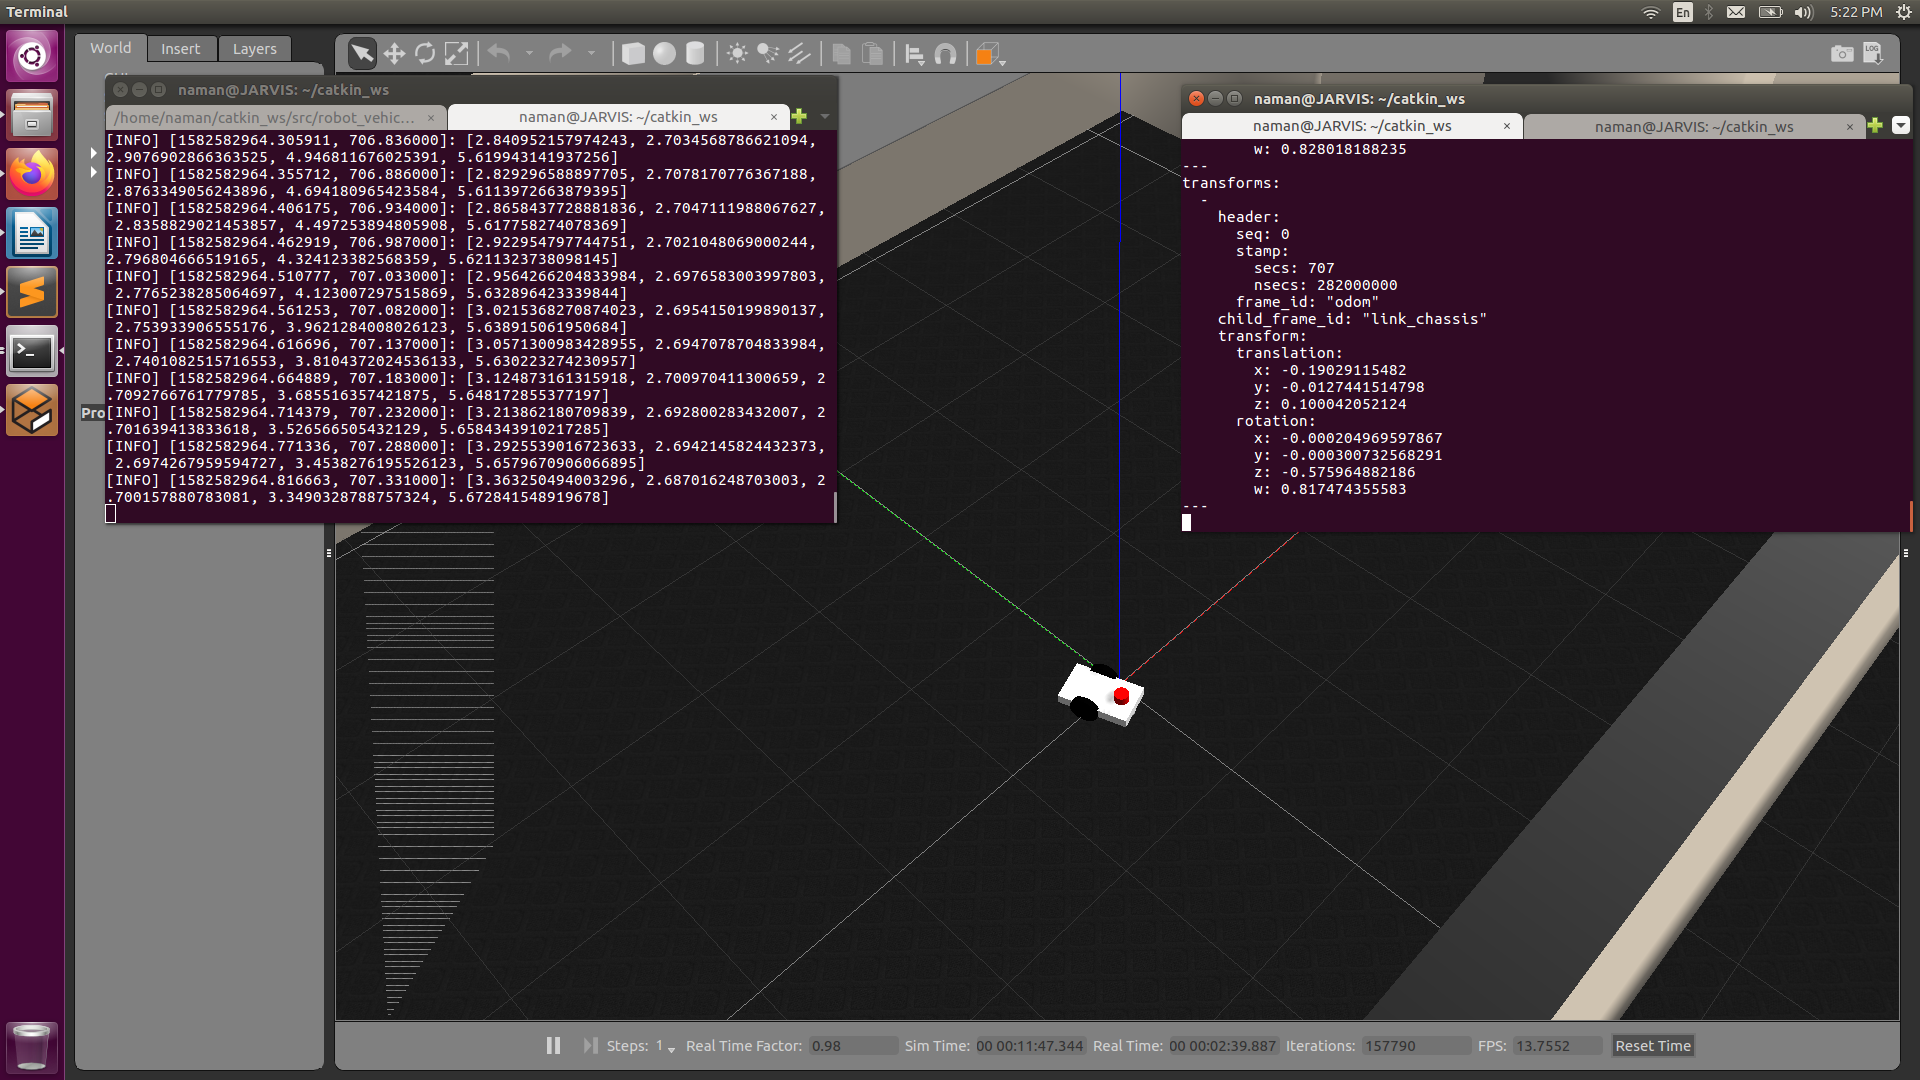 Terminal
En
5:22 PM
World
Insert
Layers
naman@JARVIS: ~/catkin_ws
/home/naman/catkin_ws/src/robot_vehic...
naman@JARVIS: ~/catkin_ws
[INFO] [1582582964.305911, 706.836000]: [2.840952157974243, 2.7034568786621094,
2.9076902866363525, 4.946811676025391, 5.619943141937256]
[INFO] [1582582964.355712, 706.886000]: [2.829296588897705, 2.7078170776367188,
2.8763349056243896, 4.694180965423584, 5.6113972663879395]
[INFO] [1582582964.406175, 706.934000]: [2.8658437728881836, 2.7047111988067627,
2.8358829021453857, 4.497253894805908, 5.617758274078369]
[INFO] [1582582964.462919, 706.987000]: [2.922954797744751, 2.7021048069000244,
2.796804666519165, 4.324123382568359, 5.6211323738098145]
[INFO] [1582582964.510777, 707.033000]: [2.9564266204833984, 2.6976583003997803,
2.7765238285064697, 4.123007297515869, 5.632896423339844]
[INFO] [1582582964.561253, 707.082000]: [3.0215368270874023, 2.6954150199890137,
2.753933906555176, 3.9621284008026123, 5.638915061950684]
[INFO] [1582582964.616696, 707.137000]: [3.0571300983428955, 2.6947078704833984,
2.7401082515716553, 3.8104372024536133, 5.630223274230957]
[INFO] [1582582964.664889, 707.183000]: [3.124873161315918, 2.700970411300659, 2
.7092766761779785, 3.685516357421875, 5.648172855377197]
Pro
[INFO] [1582582964.714379, 707.232000]: [3.213862180709839, 2.692800283432007, 2
.701639413833618, 3.526566505432129, 5.6584343910217285]
[INFO] [1582582964.771336, 707.288000]: [3.2925539016723633, 2.69421458244323​73,
2.6974267959594727, 3.4538276195526123, 5.6579670906066895]
[INFO] [1582582964.816663, 707.331000]: [3.363250494003296, 2.687016248703003, 2
.700157880783081, 3.3490328788757324, 5.672841548919678]
naman@JARVIS: ~/catkin_ws
naman@JARVIS: ~/catkin_ws
naman@JARVIS: ~/catkin_ws
w: 0.828018188235
---
transforms:
-
header:
seq: 0
stamp:
secs: 707
nsecs: 282000000
frame_id: "odom"
child_frame_id: "link_chassis"
transform:
translation:
x: -0.19029115482
y: -0.0127441514798
z: 0.100042052124
rotation:
x: -0.000204969597867
y: -0.000300732568291
z: -0.575964882186
w: 0.817474355583
---
Steps: 1
Real Time Factor: 0.98
Sim Time: 00 00:11:47.344
Real Time: 00 00:02:39.887
Iterations: 157790
FPS: 13.7552
Reset Time